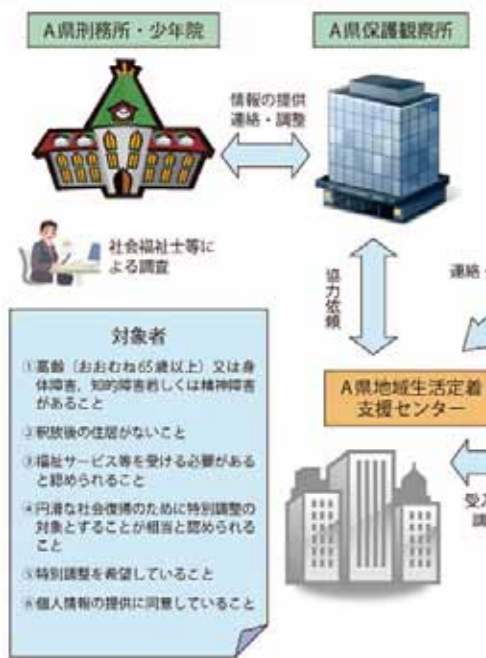 A県刑務所・少年院
A県保護観察所
情報の提供
連絡・調整
社会福祉士等に
よる調査
協力依頼
連絡・
対象者
①高齢（おおむね65歳以上）又は身
体障害、知的障害若しくは精神障害
があること
②釈放後の住居がないこと
③福祉サービス等を受ける必要がある
と認められること
④円滑な社会復帰のために特別調整の
対象とすることが相当と認められる
こと
⑤特別調整を希望していること
⑥個人情報の提供に同意していること
A県地域生活定着
支援センター
受入
調